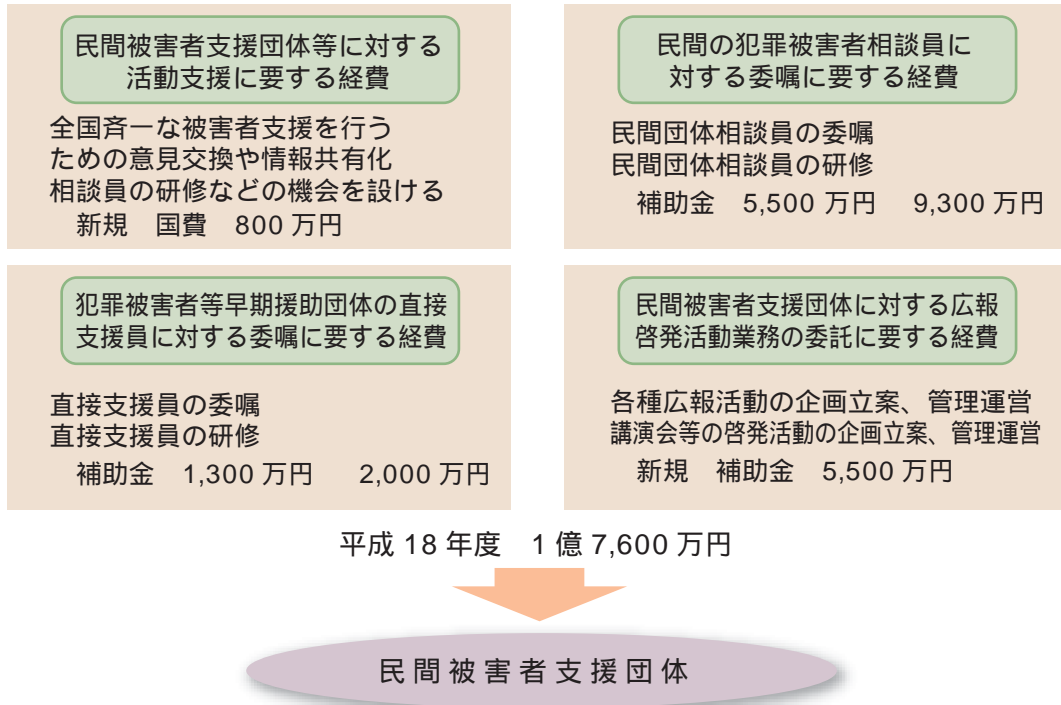 民間被害者支援団体等に対する
活動支援に要する経費
全国斉一な被害者支援を行う
ための意見交換や情報共有化
相談員の研修などの機会を設ける
新規 国費 800 万円
民間の犯罪被害者相談員に
対する委嘱に要する経費
民間団体相談員の委嘱
民間団体相談員の研修
補助金 5,500 万円 9,300 万円
犯罪被害者等早期援助団体の直接
支援員に対する委嘱に要する経費
直接支援員の委嘱
直接支援員の研修
補助金 1,300 万円 2,000 万円
民間被害者支援団体に対する広報
啓発活動業務の委託に要する経費
各種広報活動の企画立案、管理運営
講演会等の啓発活動の企画立案、管理運営
新規 補助金 5,500 万円
平成 18 年度 1 億 7,600 万円
民間被害者支援団体